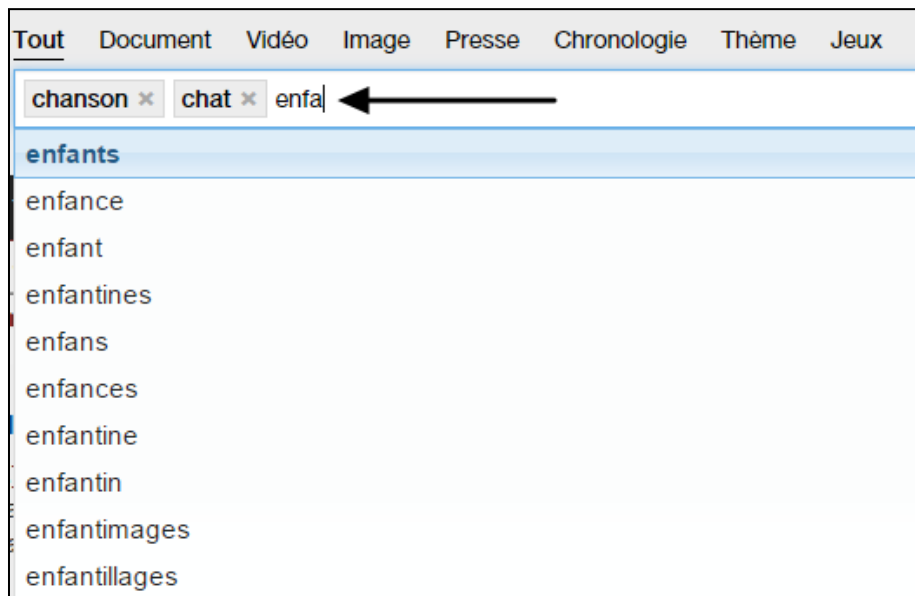 Tout Document Vidéo Image Presse Chronologie Thème Jeux
chanson × chat × enfa
enfants
enfance
enfant
enfantines
enfans
enfances
enfantine
enfantin
enfantimages
enfantillages